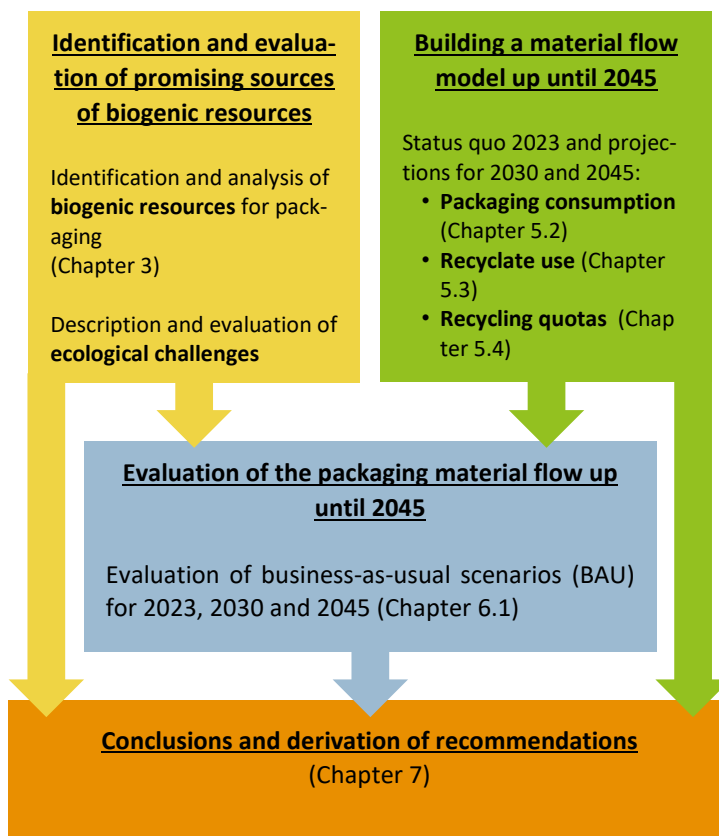 Identification and evalua-
tion of promising sources
of biogenic resources
Identification and analysis of
biogenic resources for pack-
aging
(Chapter 3)
Description and evaluation of
ecological challenges
Building a material flow
model up until 2045
Status quo 2023 and projec-
tions for 2030 and 2045:
• Packaging consumption
(Chapter 5.2)
• Recyclate use (Chapter
5.3)
• Recycling quotas (Chap
ter 5.4)
Evaluation of the packaging material flow up
until 2045
Evaluation of business-as-usual scenarios (BAU)
for 2023, 2030 and 2045 (Chapter 6.1)
Conclusions and derivation of recommendations
(Chapter 7)